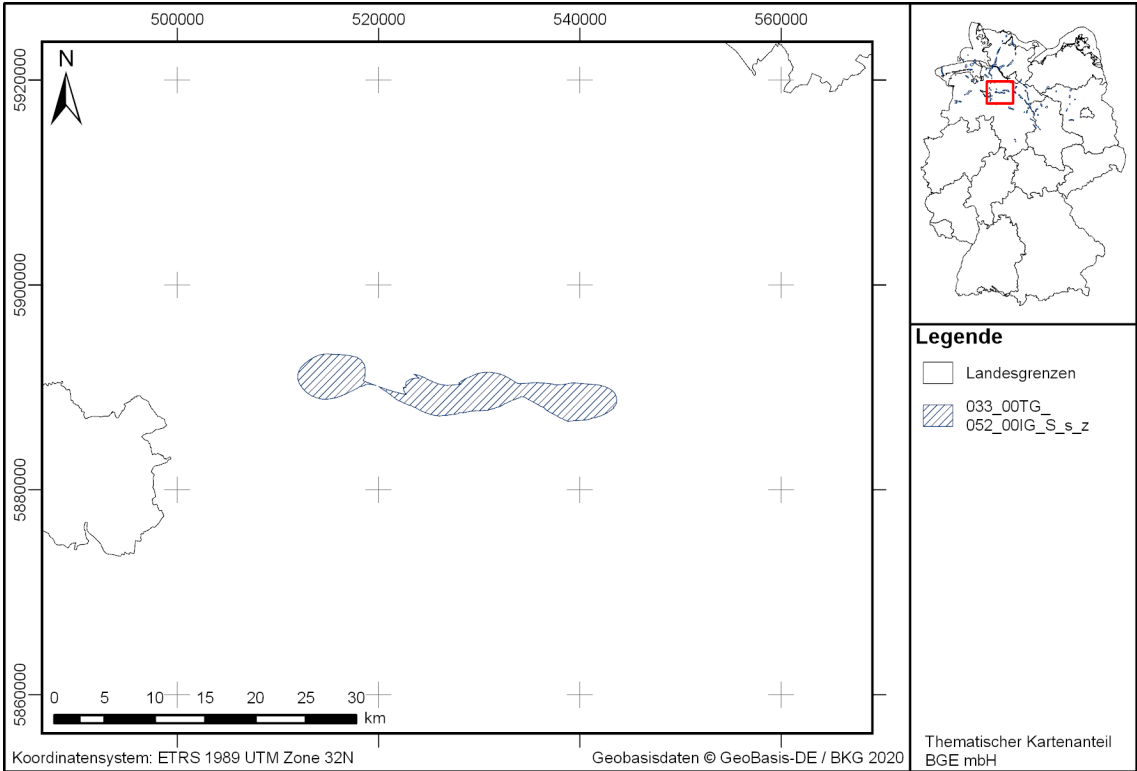 500000 520000 540000 560000
N
5920000
5900000
5880000
5860000
0 5 10 15 20 25 30
km
Koordinatensystem: ETRS 1989 UTM Zone 32N
Geobasisdaten © GeoBasis-DE / BKG 2020
Legende
Landesgrenzen
033_00TG_
052_00IG_S_s_z
Thematischer Kartenanteil
BGE mbH